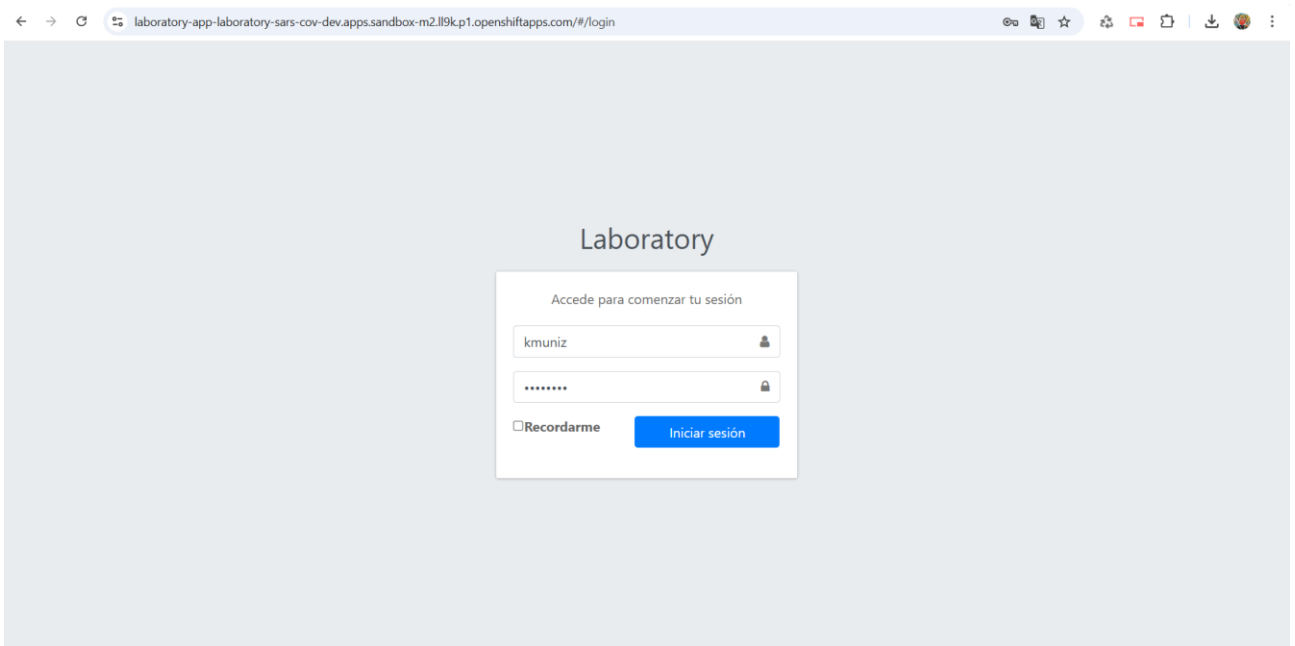 laboratory-app-laboratory-sars-cov-dev.apps.sandbox-m2.ll9k.p1.openshiftapps.com/#/login
Laboratory
Accede para comenzar tu sesión
kmuniz
••••••••
Recordarme
Iniciar sesión